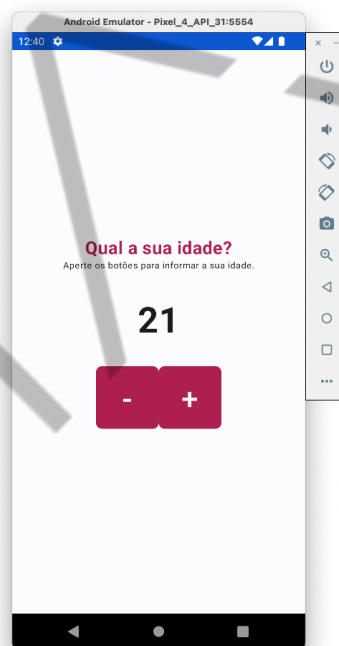 Android Emulator - Pixel_4_API_31:5554
12:40
Qual a sua idade?
Aperte os botões para informar a sua idade.
21
- +